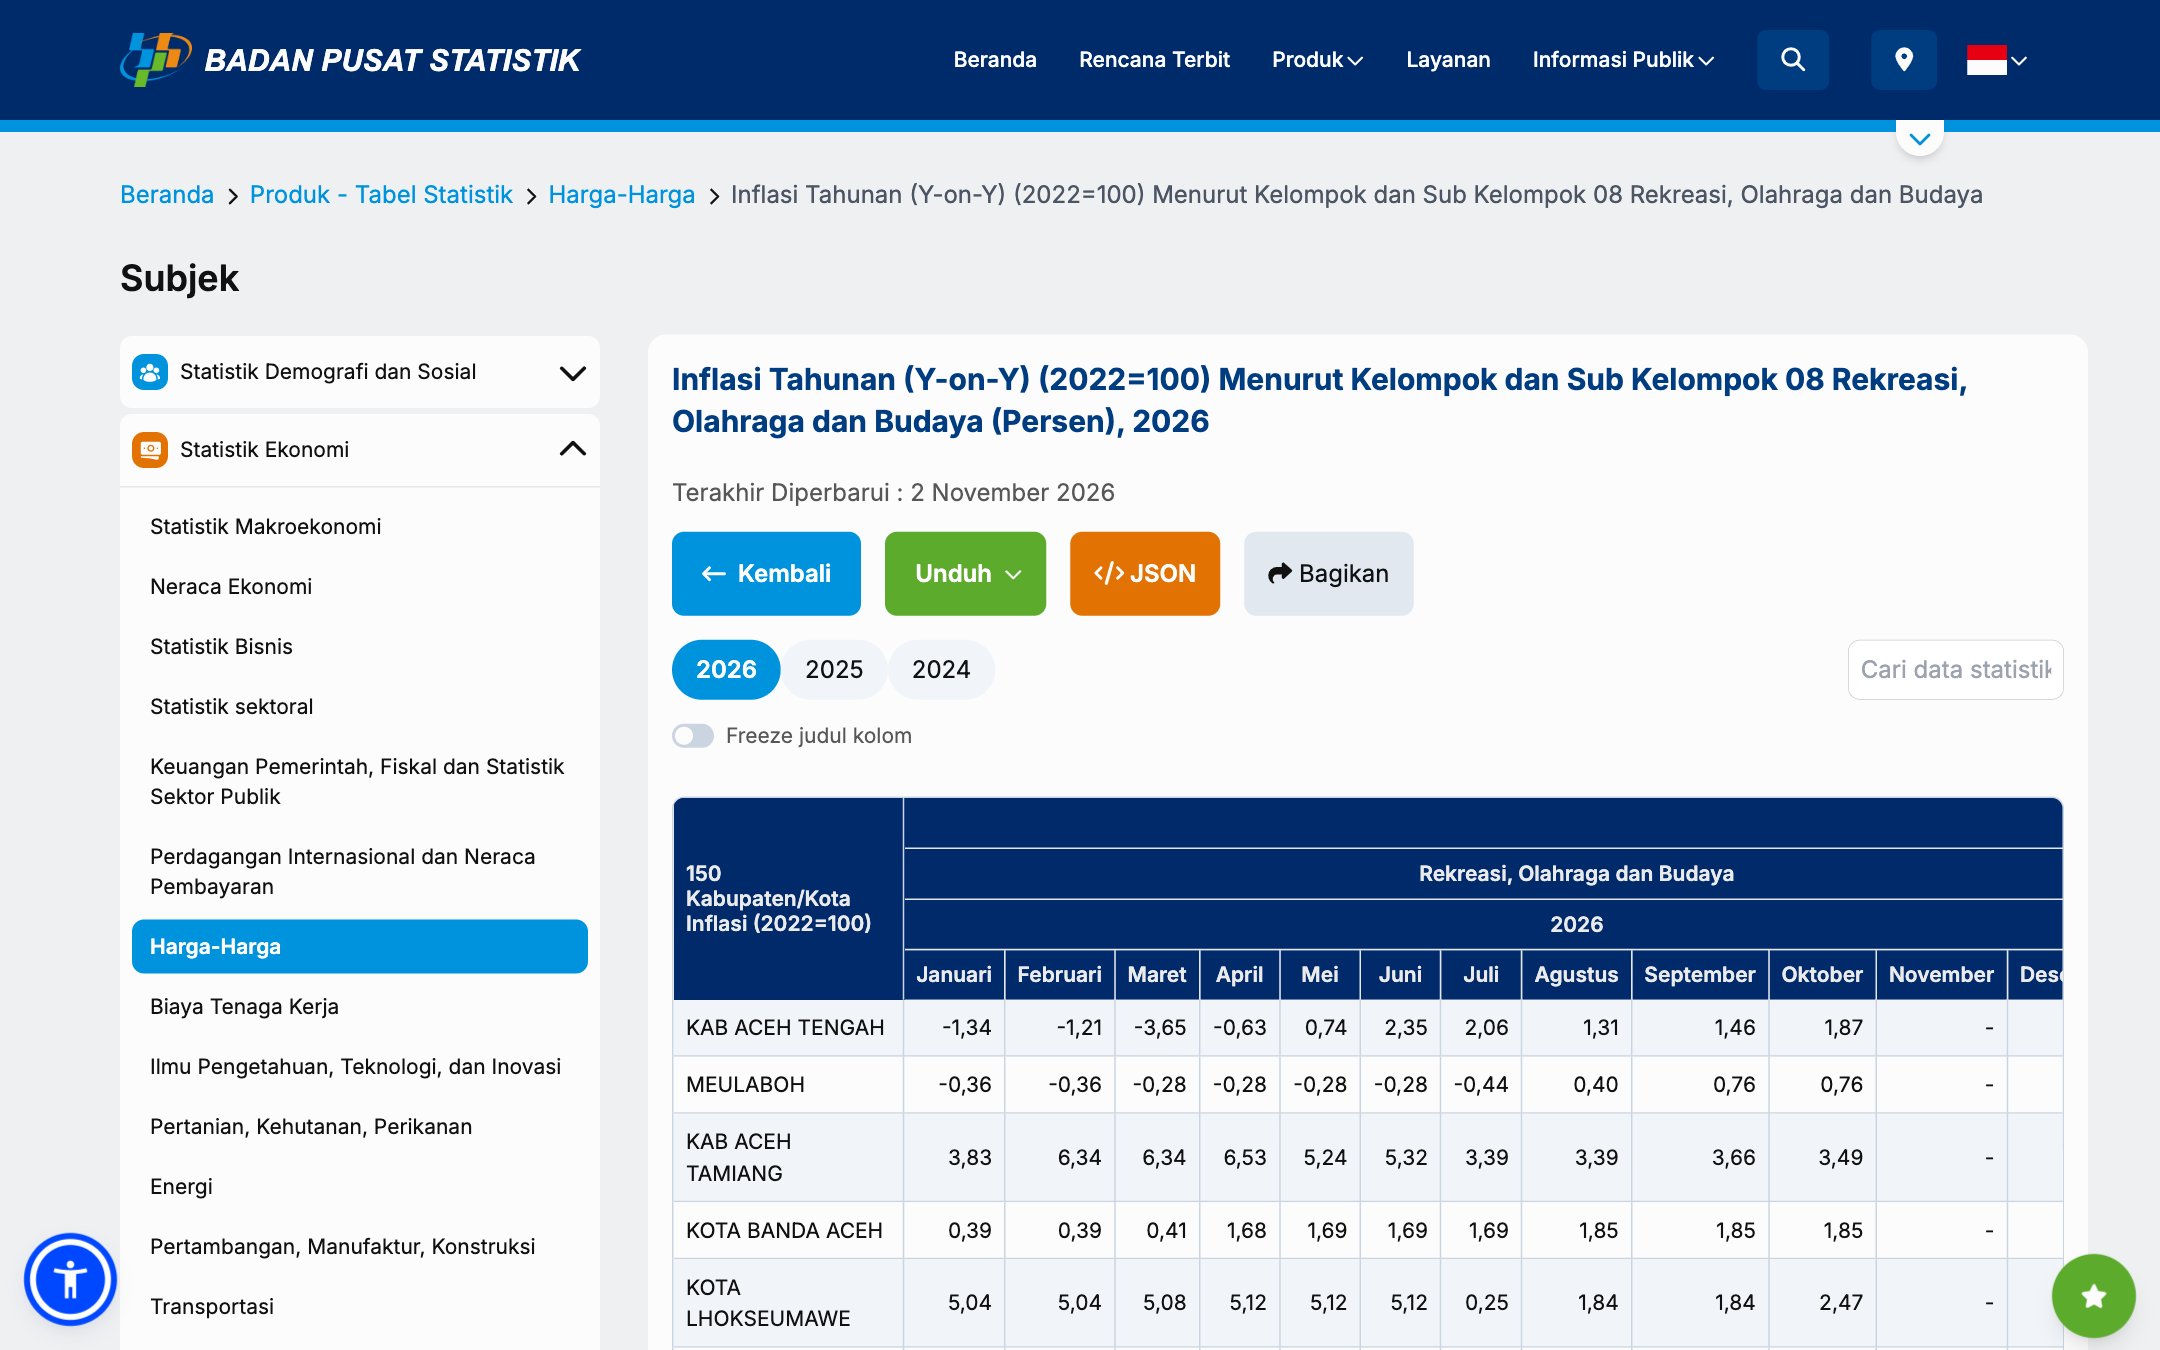 BADAN PUSAT STATISTIK
Beranda
Rencana Terbit
Produk
Layanan
Informasi Publik
Beranda > Produk - Tabel Statistik > Harga-Harga > Inflasi Tahunan (Y-on-Y) (2022=100) Menurut Kelompok dan Sub Kelompok 08 Rekreasi, Olahraga dan Budaya
Subjek
Statistik Demografi dan Sosial
Statistik Ekonomi
Statistik Makroekonomi
Neraca Ekonomi
Statistik Bisnis
Statistik sektoral
Keuangan Pemerintah, Fiskal dan Statistik
Sektor Publik
Perdagangan Internasional dan Neraca
Pembayaran
Harga-Harga
Biaya Tenaga Kerja
Ilmu Pengetahuan, Teknologi, dan Inovasi
Pertanian, Kehutanan, Perikanan
Energi
Pertambangan, Manufaktur, Konstruksi
Transportasi
Inflasi Tahunan (Y-on-Y) (2022=100) Menurut Kelompok dan Sub Kelompok 08 Rekreasi,
Olahraga dan Budaya (Persen), 2026
Terakhir Diperbarui : 2 November 2026
← Kembali
Unduh
</> JSON
Bagikan
2026 2025 2024
Cari data statistik
Freeze judul kolom
150
Kabupaten/Kota
Inflasi (2022=100)
Rekreasi, Olahraga dan Budaya
2026
Januari Februari Maret April Mei Juni Juli Agustus September Oktober November Dese
KAB ACEH TENGAH -1,34 -1,21 -3,65 -0,63 0,74 2,35 2,06 1,31 1,46 1,87 -
MEULABOH -0,36 -0,36 -0,28 -0,28 -0,28 -0,28 -0,44 0,40 0,76 0,76 -
KAB ACEH
TAMIANG 3,83 6,34 6,34 6,53 5,24 5,32 3,39 3,39 3,66 3,49 -
KOTA BANDA ACEH 0,39 0,39 0,41 1,68 1,69 1,69 1,69 1,85 1,85 1,85 -
KOTA
LHOKSEUMAWE 5,04 5,04 5,08 5,12 5,12 5,12 0,25 1,84 1,84 2,47 -